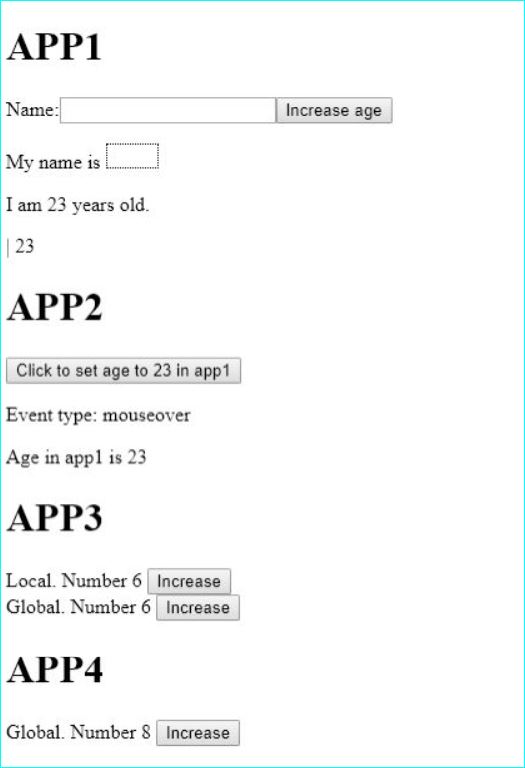 APP1
Name: Increase age
My name is
I am 23 years old.
| 23
APP2
Click to set age to 23 in app1
Event type: mouseover
Age in app1 is 23
APP3
Local. Number 6 Increase
Global. Number 6 Increase
APP4
Global. Number 8 Increase